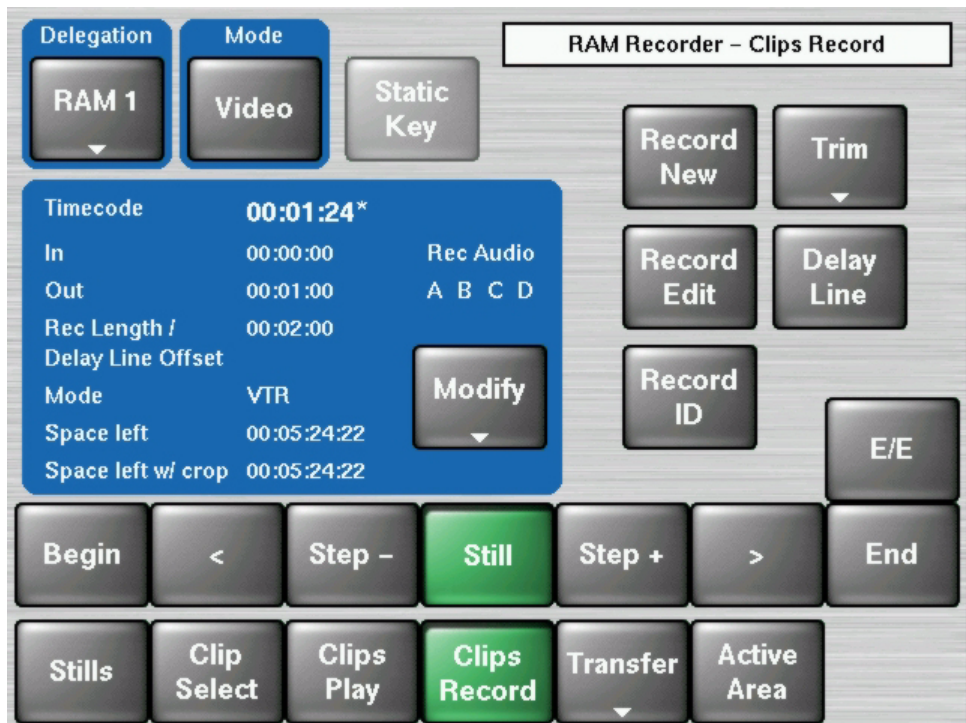 Delegation
Mode
RAM Recorder – Clips Record
RAM 1
Video
Static
Key
Record
New
Trim
Timecode 00:01:24*
In 00:00:00 Rec Audio
Out 00:01:00 A B C D
Rec Length / 00:02:00
Delay Line Offset
Mode VTR
Space left 00:05:24:22
Space left w/ crop 00:05:24:22
Modify
Record
Edit
Delay
Line
Record
ID
E/E
Begin
<
Step –
Still
Step +
>
End
Stills
Clip
Select
Clips
Play
Clips
Record
Transfer
Active
Area